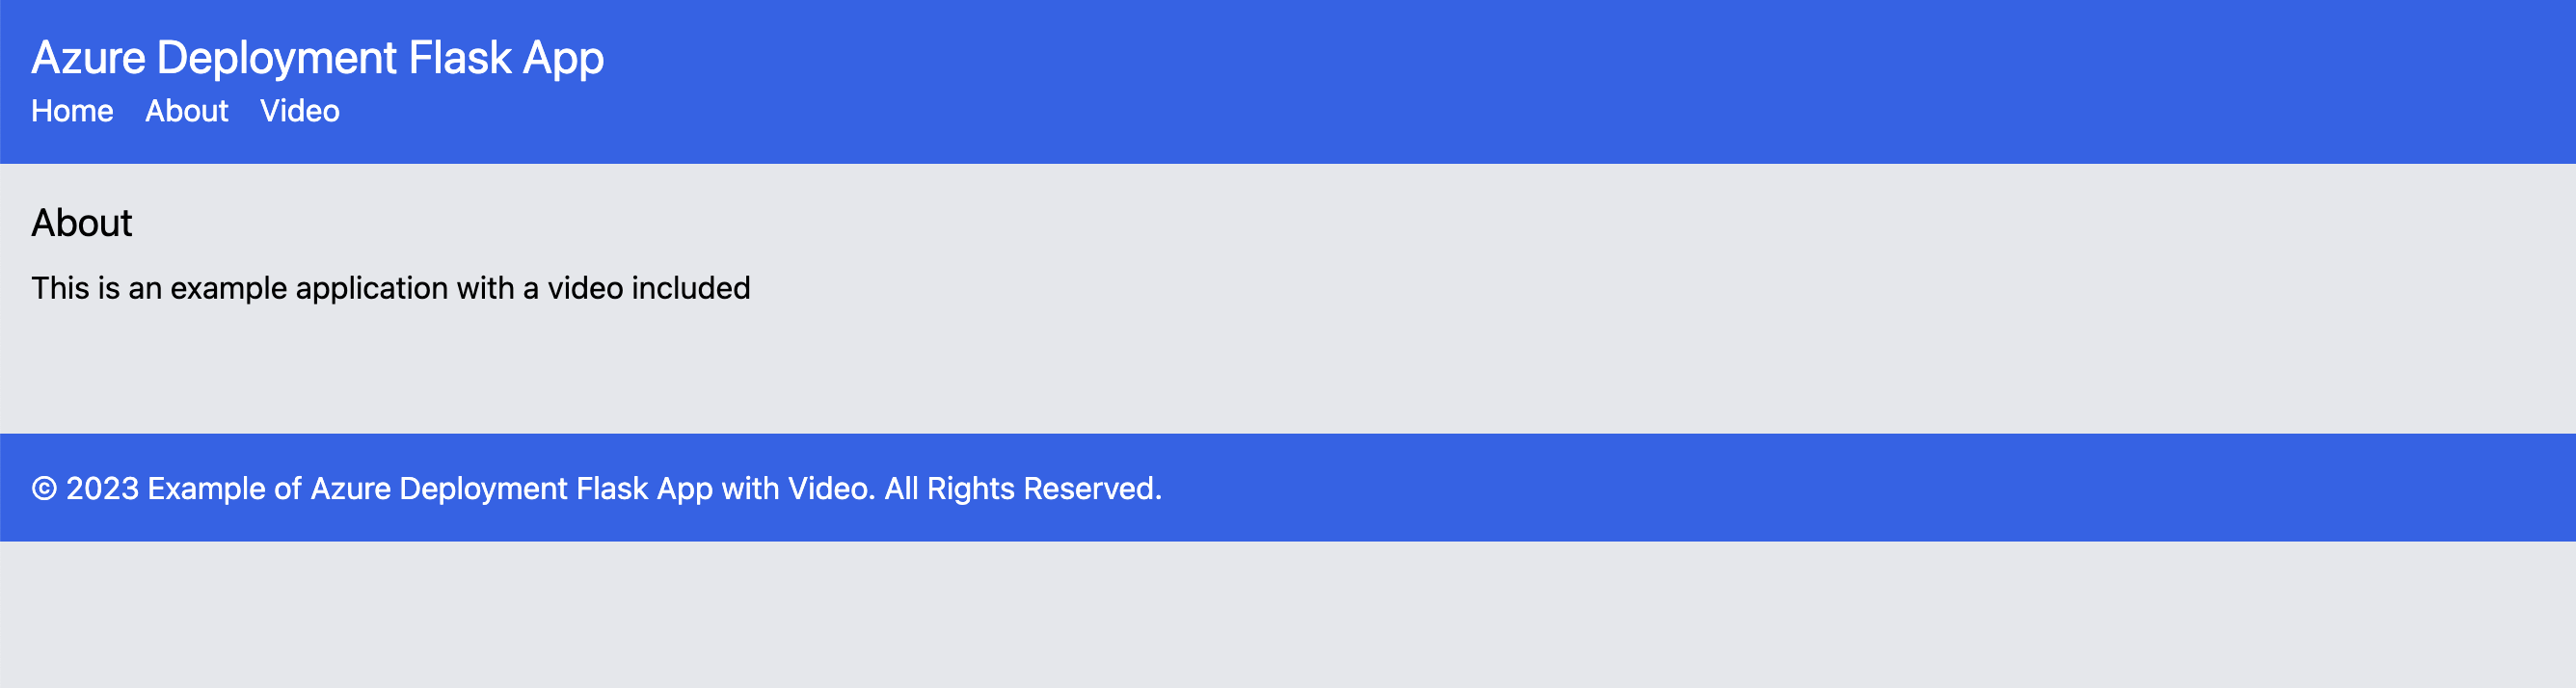 Azure Deployment Flask App
Home About Video
About
This is an example application with a video included
© 2023 Example of Azure Deployment Flask App with Video. All Rights Reserved.